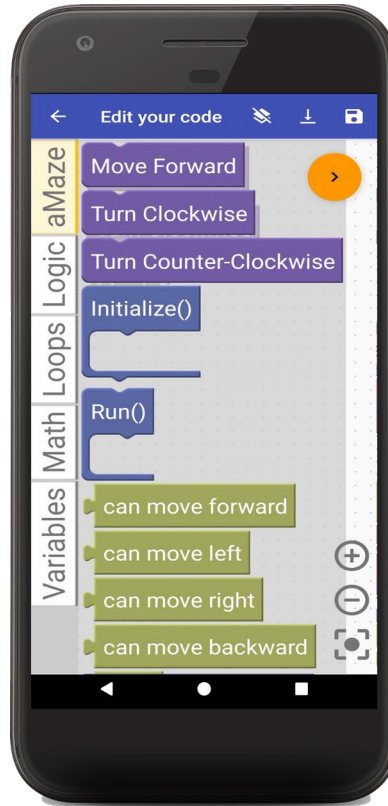 Edit your code
aMaze
Logic
Loops
Math
Variables
Move Forward
Turn Clockwise
Turn Counter-Clockwise
Initialize()
Run()
can move forward
can move left
can move right
can move backward